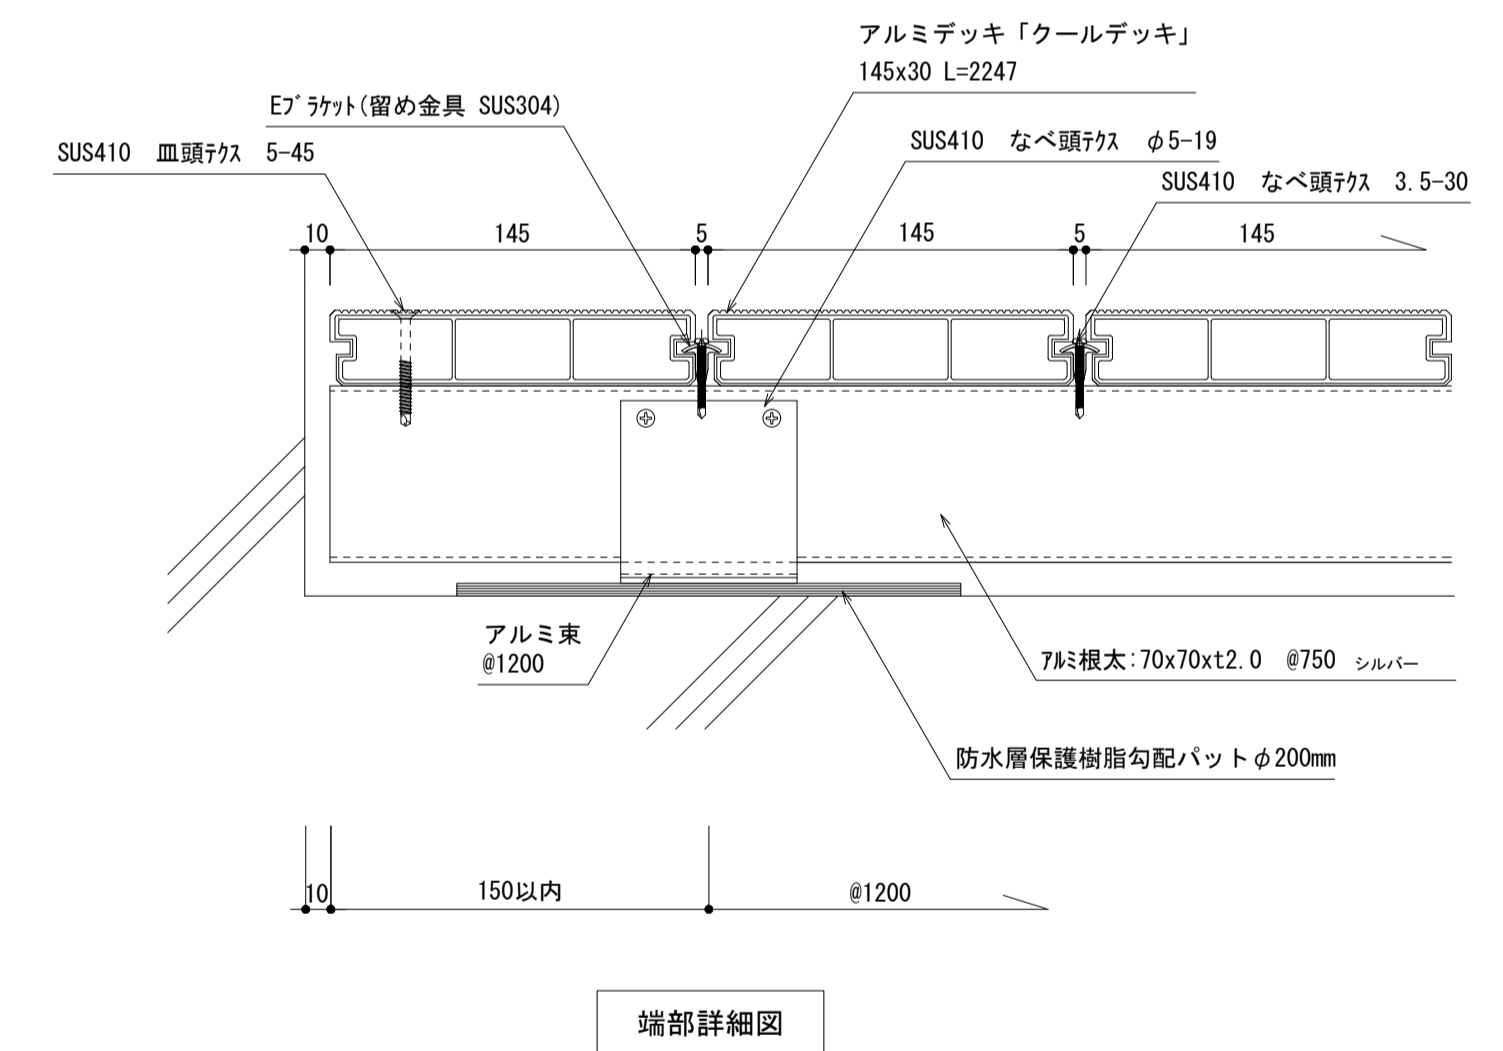 アルミデッキ「クールデッキ」
145x30 L=2247
Eﾌﾞﾗｹｯﾄ(留め金具 SUS304)
SUS410 皿頭ﾃｸｽ 5-45
SUS410 なべ頭ﾃｸｽ φ5-19
SUS410 なべ頭ﾃｸｽ 3.5-30
10 145 5 145 5 145
アルミ束
@1200
ｱﾙﾐ根太:70x70xt2.0 @750 シルバー
防水層保護樹脂勾配パットφ200mm
10 150以内 @1200
端部詳細図